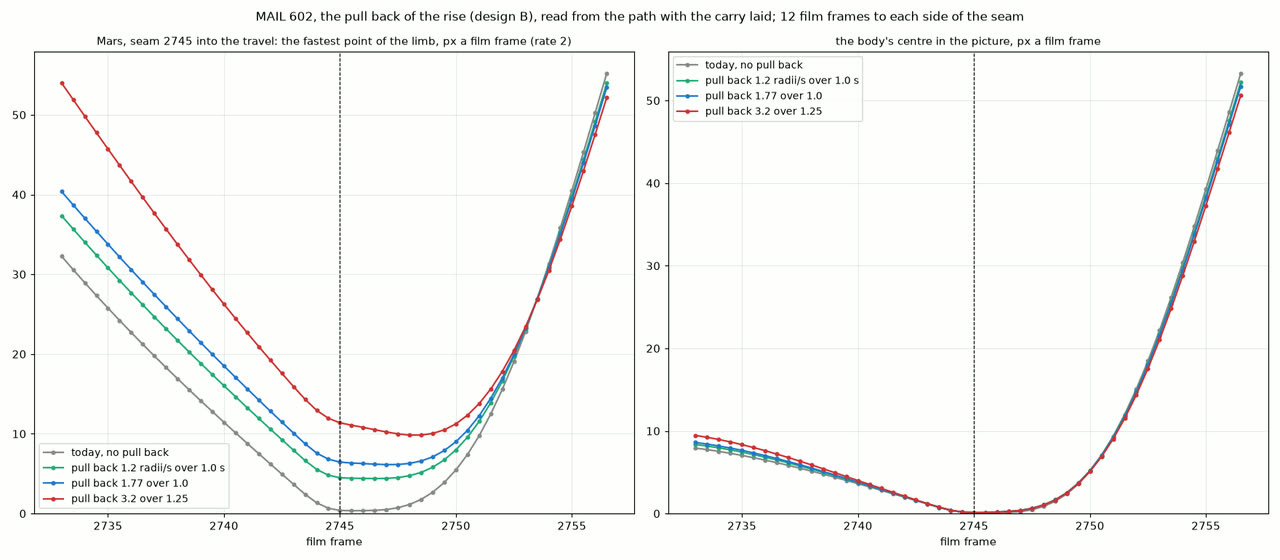 MAIL 602, the pull back of the rise (design B), read from the path with the carry laid; 12 film frames to each side of the seam
Mars, seam 2745 into the travel: the fastest point of the limb, px a film frame (rate 2)
50
40
30
20
10
0
today, no pull back
pull back 1.2 radii/s over 1.0 s
pull back 1.77 over 1.0
pull back 3.2 over 1.25
2735
2740
2745
2750
2755
film frame
the body's centre in the picture, px a film frame
today, no pull back
pull back 1.2 radii/s over 1.0 s
pull back 1.77 over 1.0
pull back 3.2 over 1.25
50
40
30
20
10
0
2735
2740
2745
2750
2755
film frame